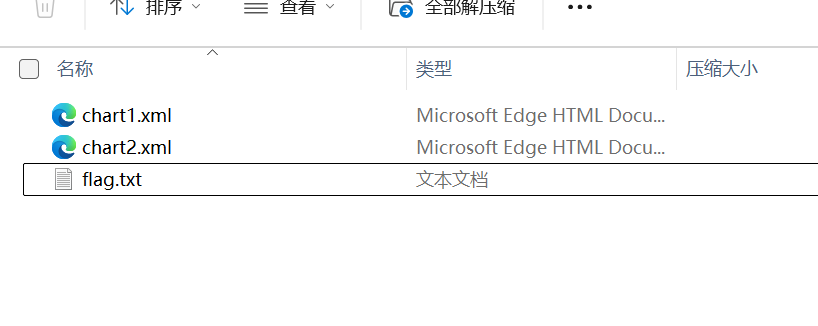 排序 查看 全部解压缩
名称 类型 压缩大小
chart1.xml Microsoft Edge HTML Docu...
chart2.xml Microsoft Edge HTML Docu...
flag.txt 文本文档